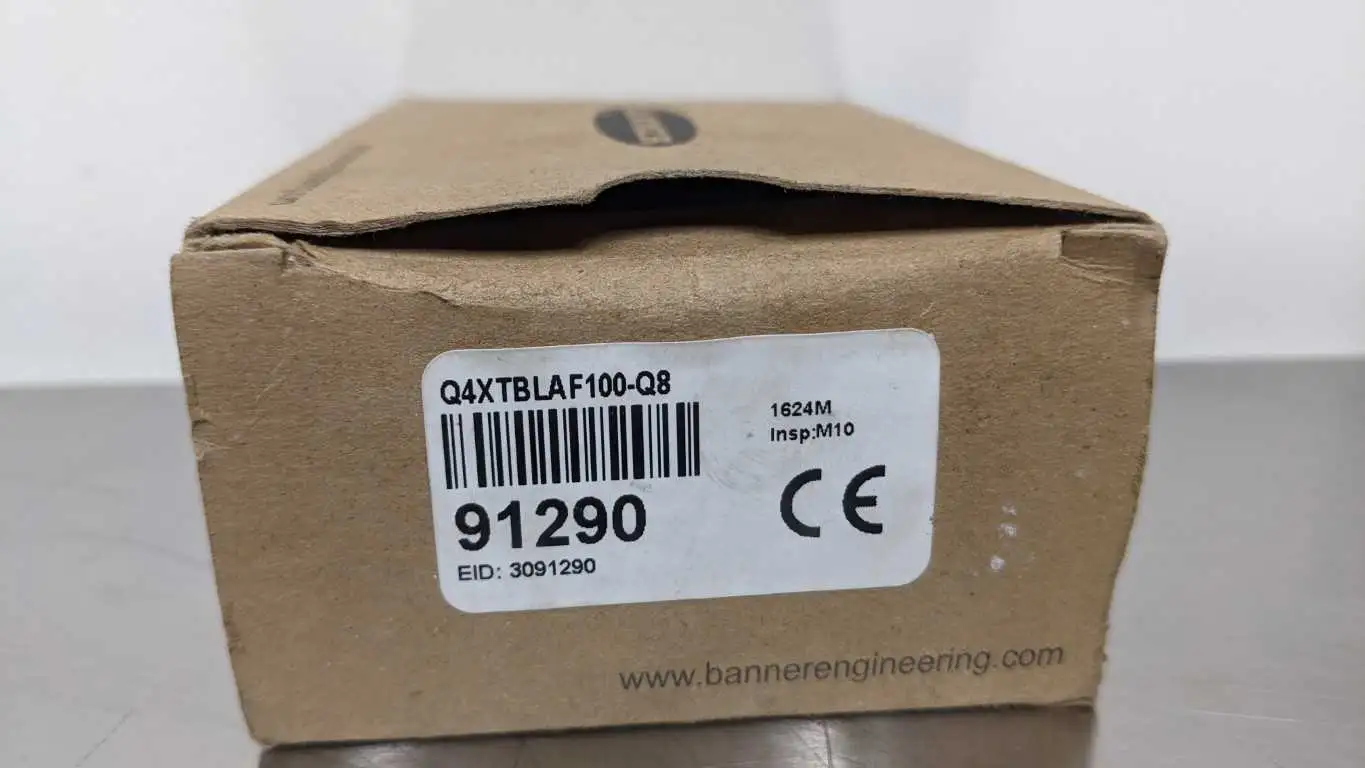 Q4XTBLAF100-Q8
1624M
Insp:M10
91290
EID: 3091290
CE
www.bannerengineering.com